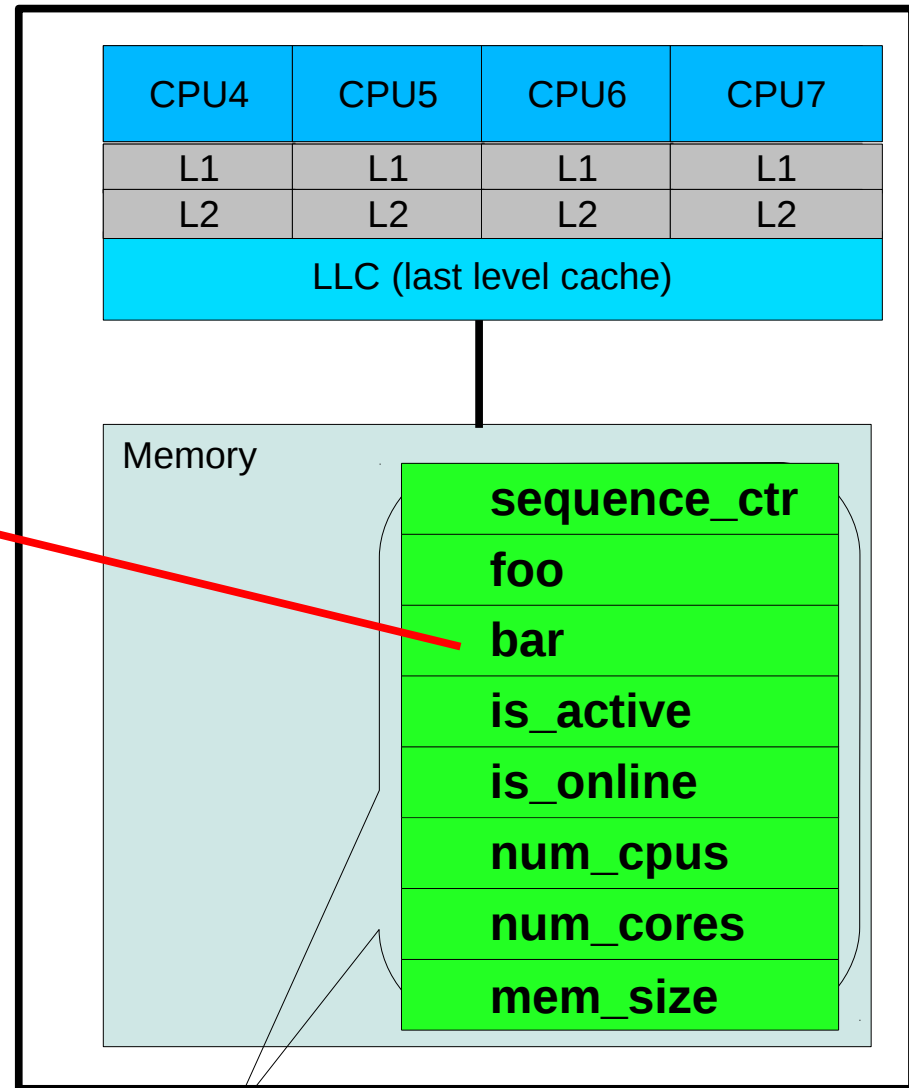 CPU4 CPU5 CPU6 CPU7
L1 L1 L1 L1
L2 L2 L2 L2
LLC (last level cache)
Memory
sequence_ctr
foo
bar
is_active
is_online
num_cpus
num_cores
mem_size